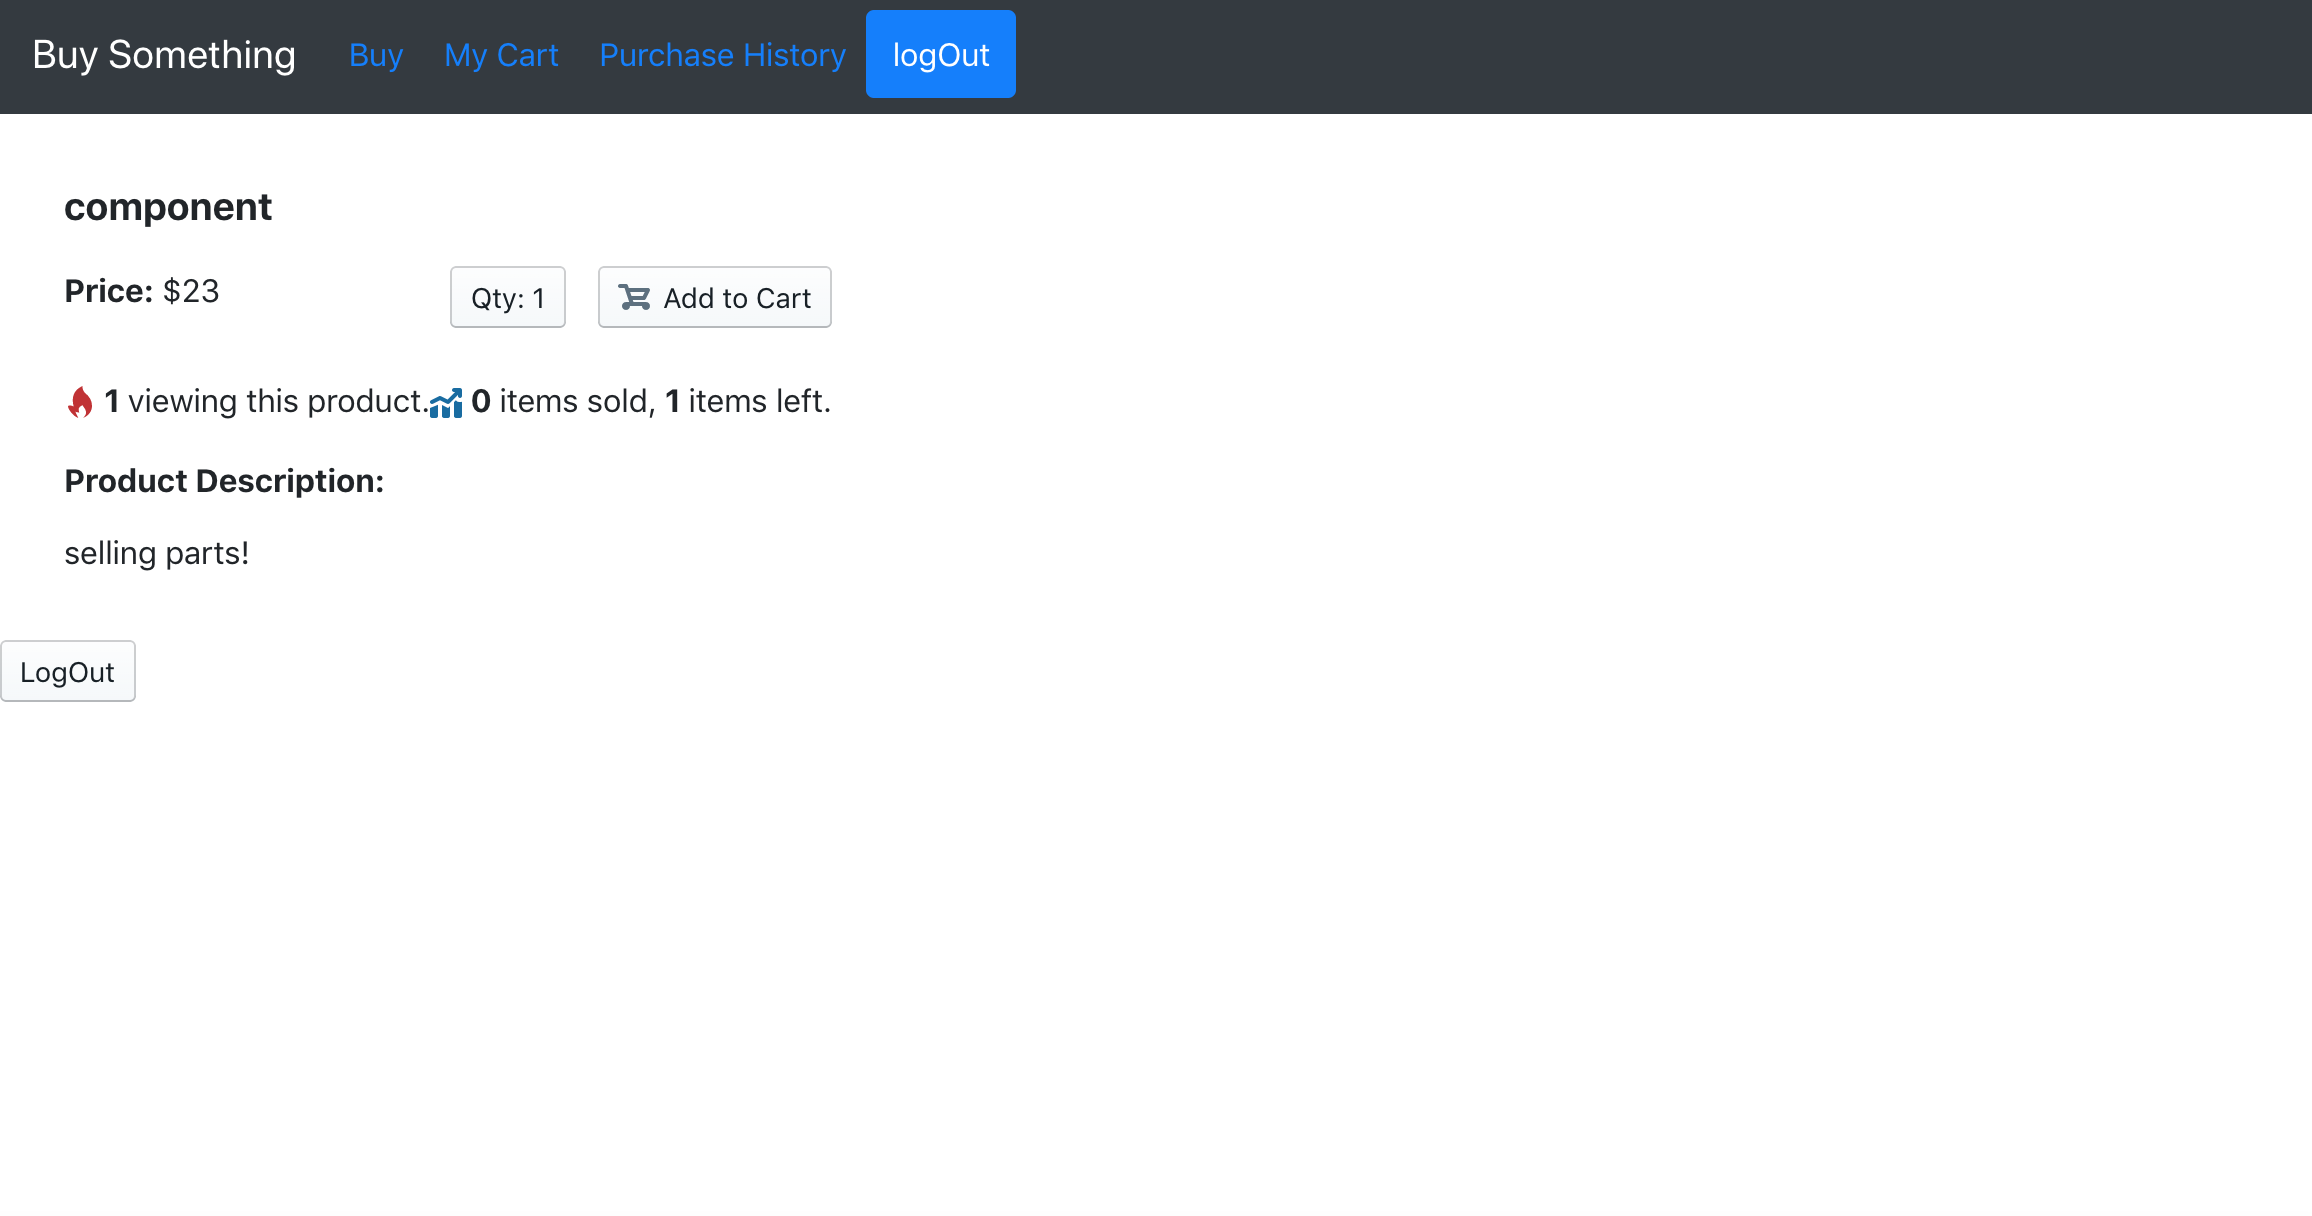 Buy Something Buy My Cart Purchase History logOut
component
Price: $23 Qty: 1 Add to Cart
1 viewing this product. 0 items sold, 1 items left.
Product Description:
selling parts!
LogOut